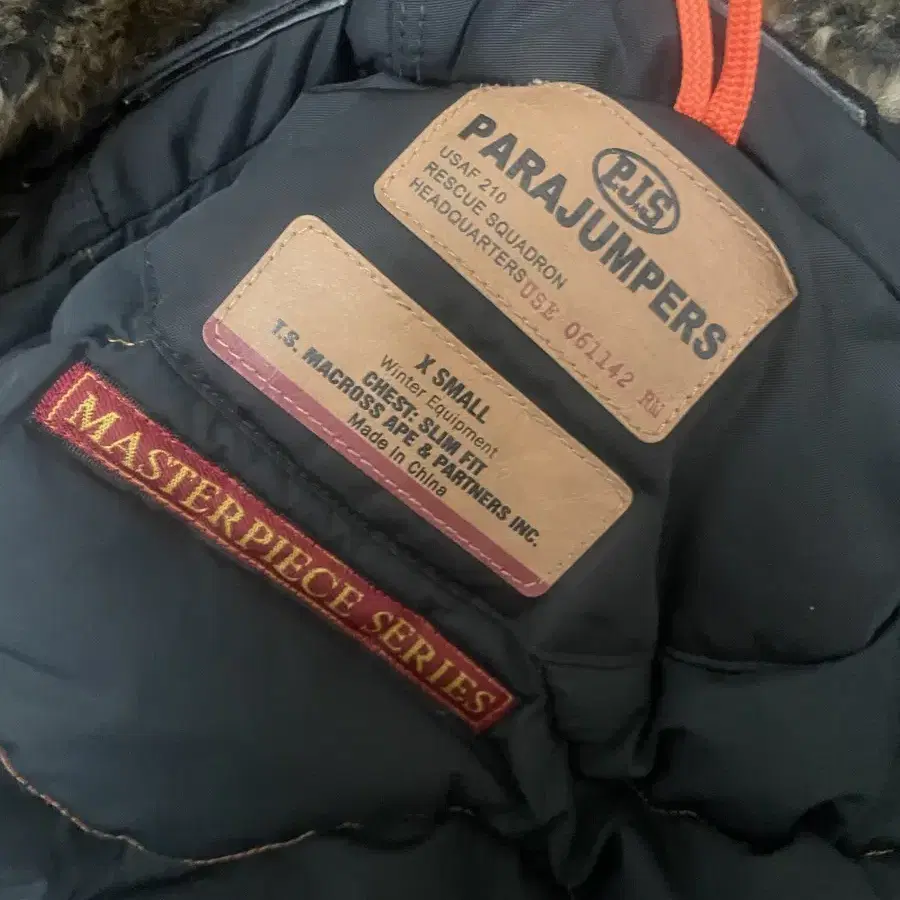 P.J.S
PARAJUMPERS
USAF 210
RESCUE SQUADRON
HEADQUARTERS
USE 061142 RN
X SMALL
Winter Equipment
CHEST: SLIM FIT
T.S. MACROSS APE & PARTNERS INC.
Made in China
MASTERPIECE SERIES